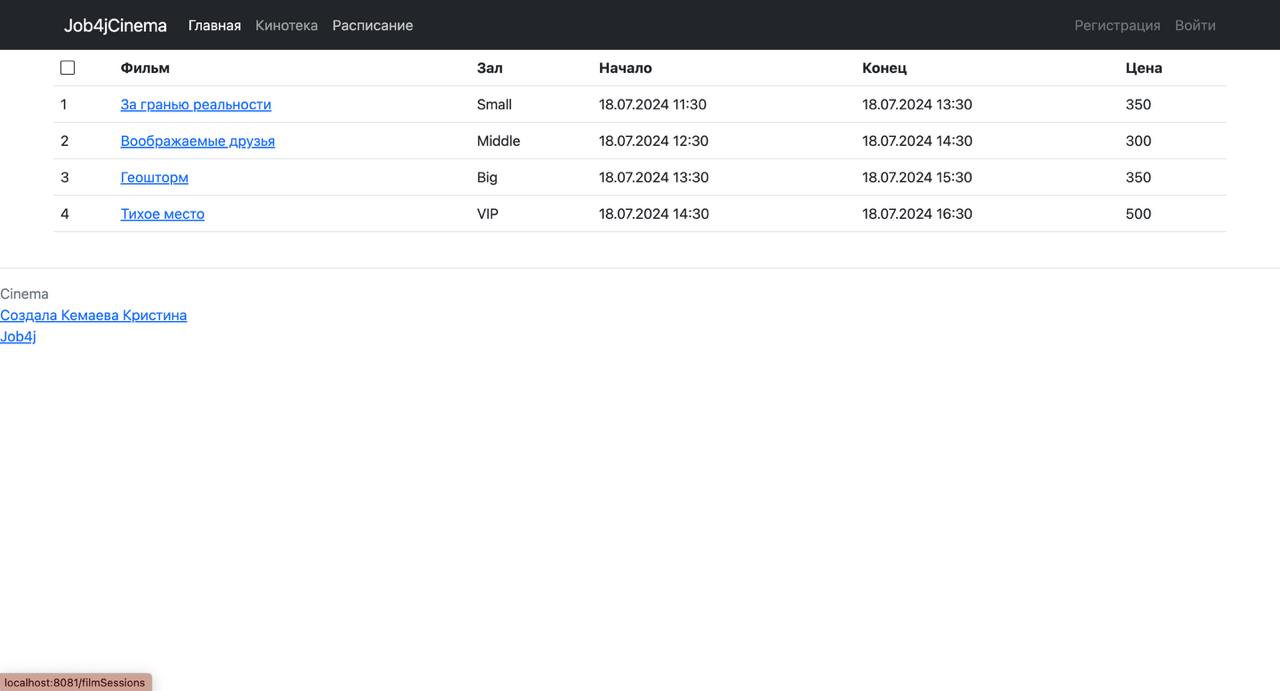 Job4jCinema Главная Кинотека Расписание Регистрация Войти
Фильм Зал Начало Конец Цена
1 За гранью реальности Small 18.07.2024 11:30 18.07.2024 13:30 350
2 Воображаемые друзья Middle 18.07.2024 12:30 18.07.2024 14:30 300
3 Геошторм Big 18.07.2024 13:30 18.07.2024 15:30 350
4 Тихое место VIP 18.07.2024 14:30 18.07.2024 16:30 500
Cinema
Создала Кемаева Кристина
Job4j
localhost:8081/filmSessions